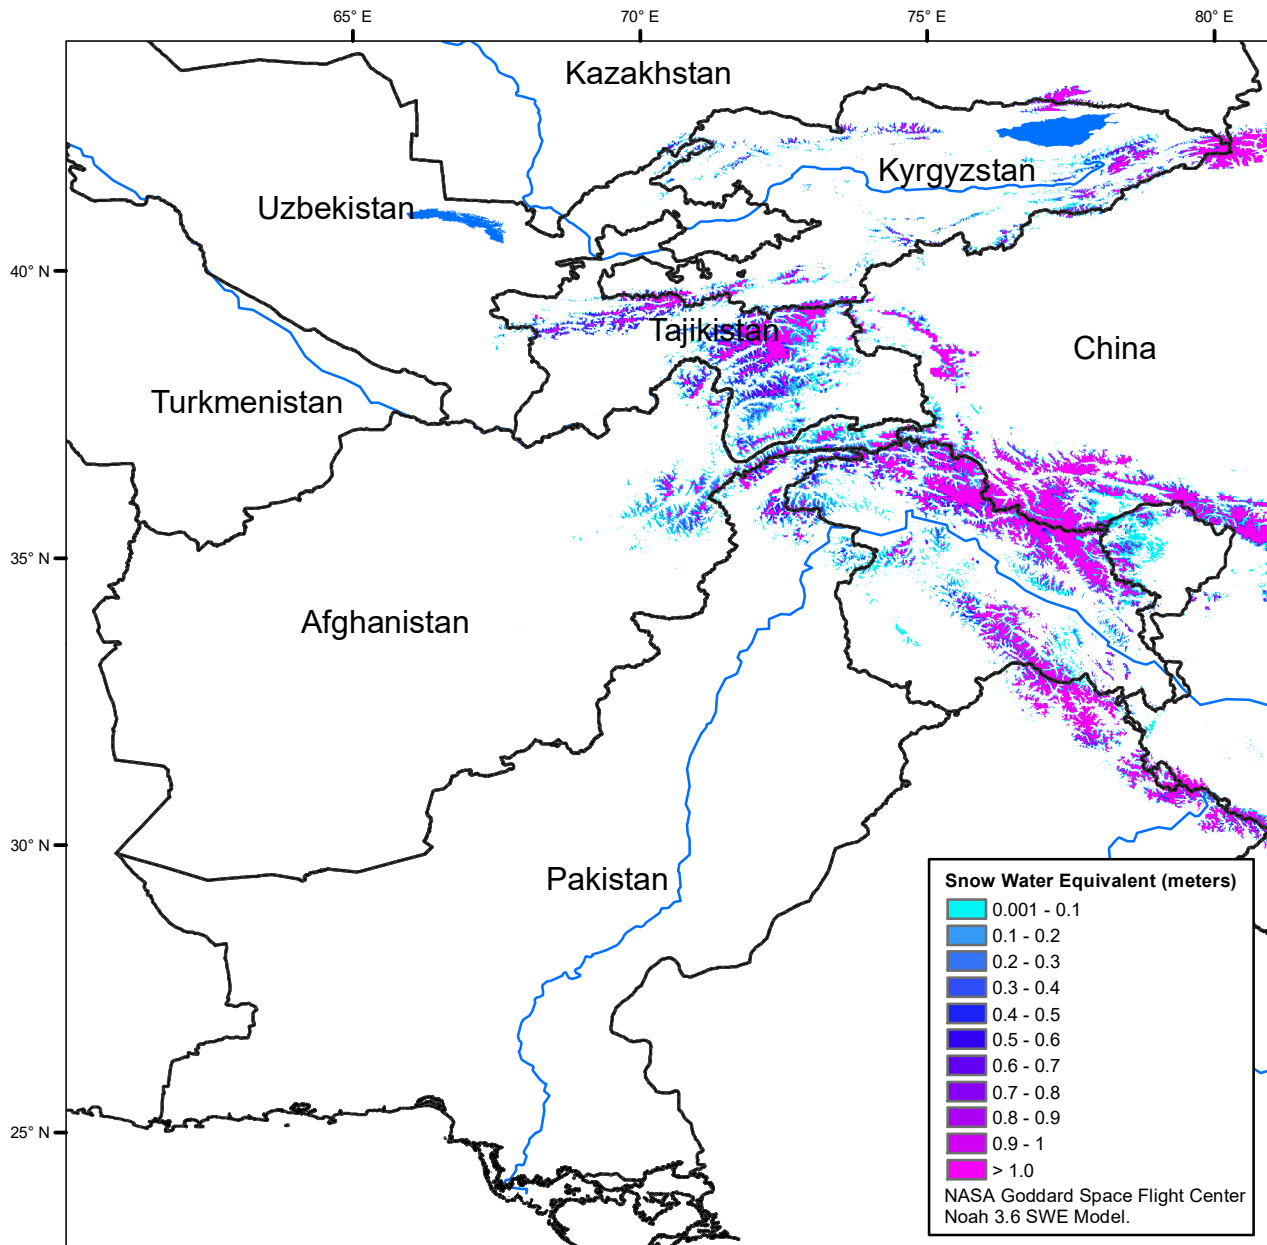 65° E
70° E
75° E
80° E
Kazakhstan
Kyrgyzstan
Uzbekistan
40° N
Tajikistan
China
Turkmenistan
35° N
Afghanistan
30° N
Pakistan
25° N
Snow Water Equivalent (meters)
0.001 - 0.1
0.1 - 0.2
0.2 - 0.3
0.3 - 0.4
0.4 - 0.5
0.5 - 0.6
0.6 - 0.7
0.7 - 0.8
0.8 - 0.9
0.9 - 1
> 1.0
NASA Goddard Space Flight Center
Noah 3.6 SWE Model.